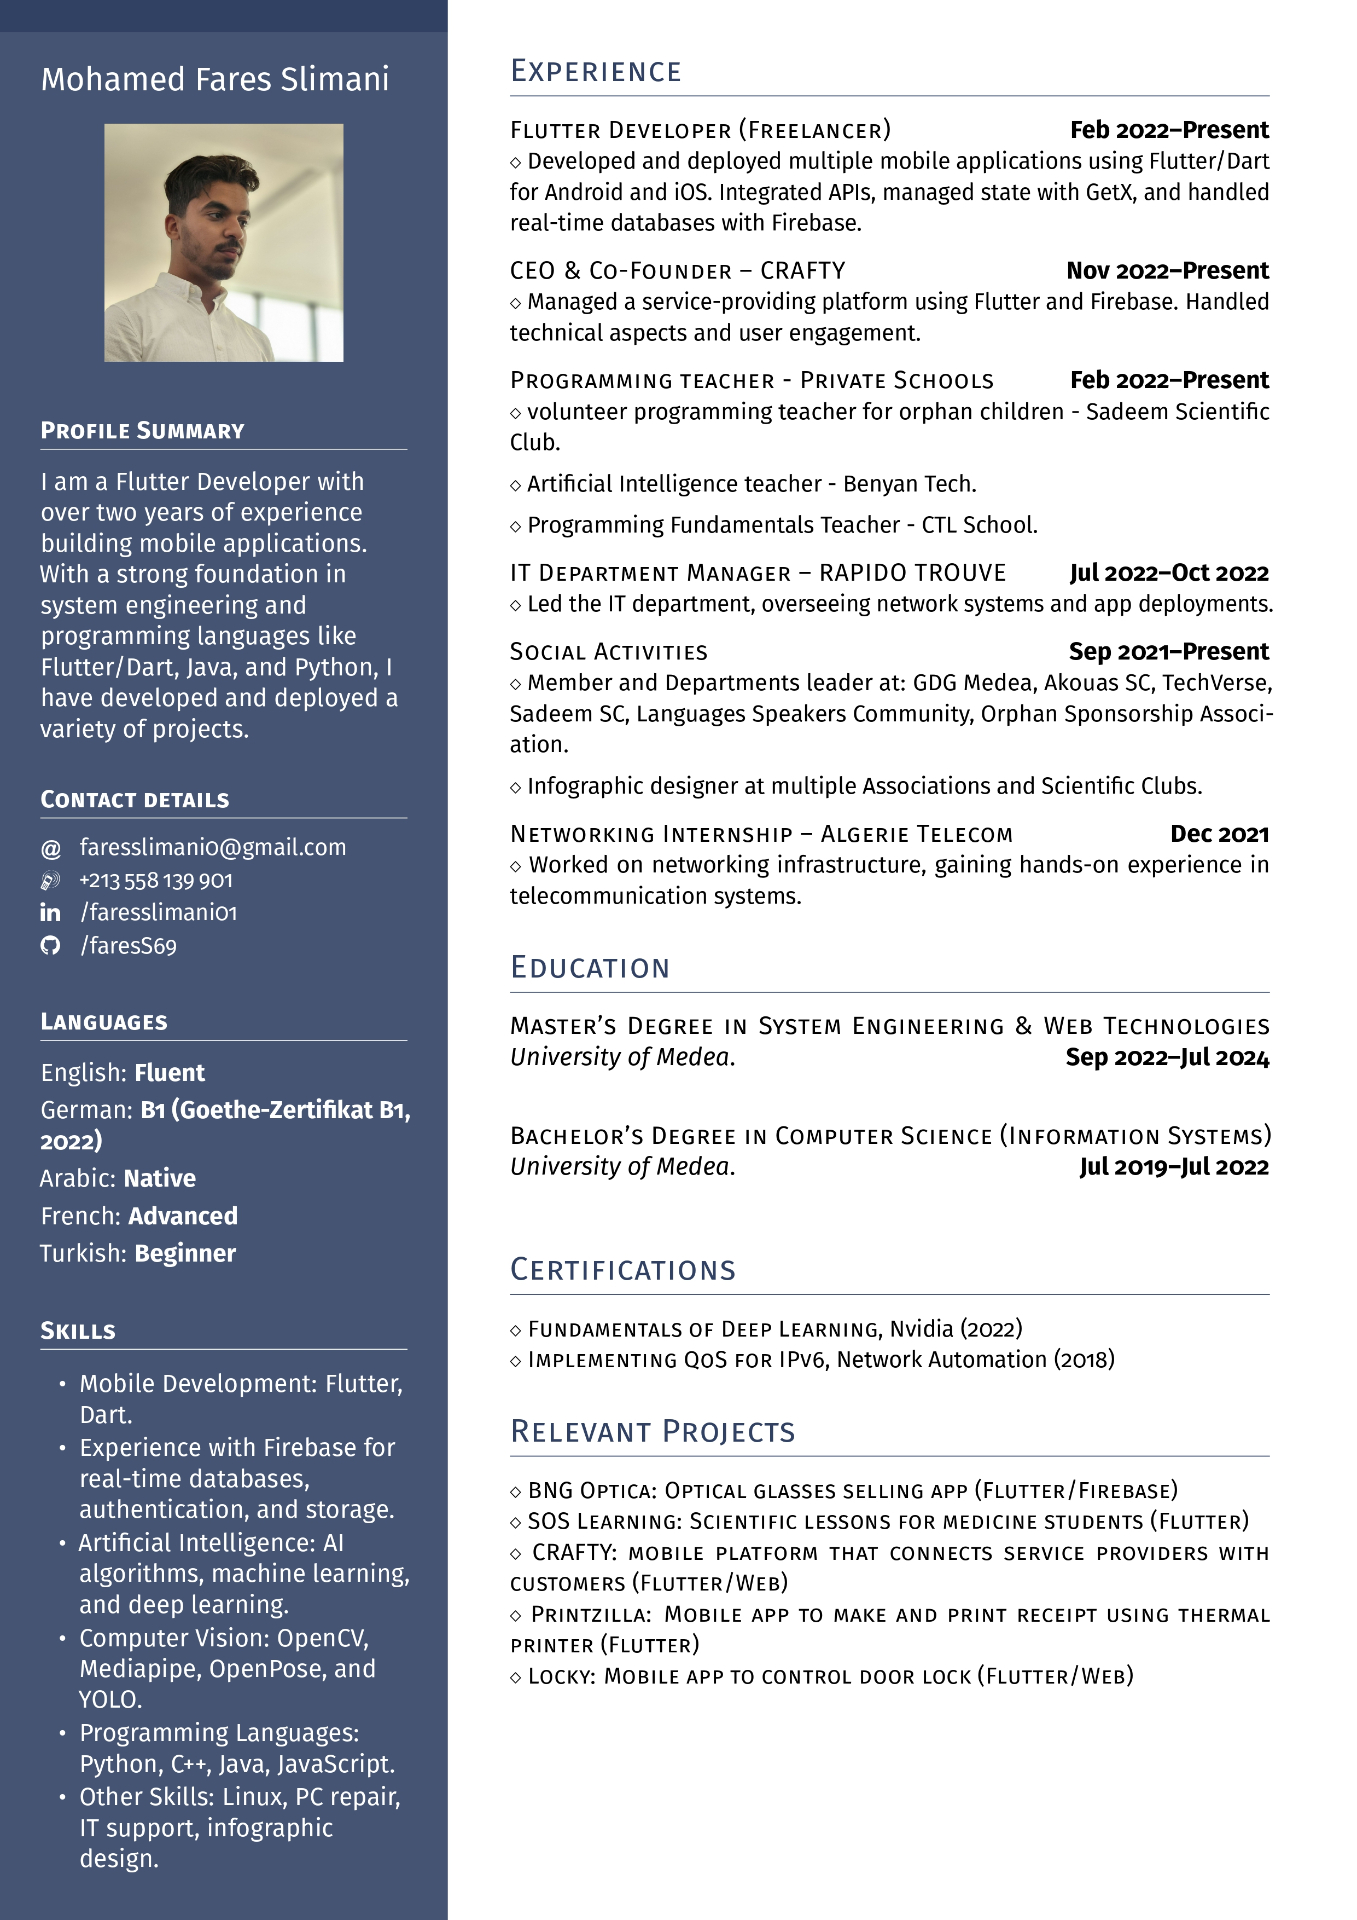 Mohamed Fares Slimani
Profile Summary
I am a Flutter Developer with
over two years of experience
building mobile applications.
With a strong foundation in
system engineering and
programming languages like
Flutter/Dart, Java, and Python, I
have developed and deployed a
variety of projects.
Contact details
@ faresslimani0@gmail.com
+213 558 139 901
in /faresslimani01
/faresS69
Languages
English: Fluent
German: B1 (Goethe-Zertifikat B1,
2022)
Arabic: Native
French: Advanced
Turkish: Beginner
Skills
• Mobile Development: Flutter,
Dart.
• Experience with Firebase for
real-time databases,
authentication, and storage.
• Artificial Intelligence: AI
algorithms, machine learning,
and deep learning.
• Computer Vision: OpenCV,
Mediapipe, OpenPose, and
YOLO.
• Programming Languages:
Python, C++, Java, JavaScript.
• Other Skills: Linux, PC repair,
IT support, infographic
design.
Experience
Flutter Developer (Freelancer) Feb 2022–Present
◇ Developed and deployed multiple mobile applications using Flutter/Dart
for Android and iOS. Integrated APIs, managed state with GetX, and handled
real-time databases with Firebase.
CEO & Co-Founder – CRAFTY Nov 2022–Present
◇ Managed a service-providing platform using Flutter and Firebase. Handled
technical aspects and user engagement.
Programming teacher - Private Schools Feb 2022–Present
◇ volunteer programming teacher for orphan children - Sadeem Scientific
Club.
◇ Artificial Intelligence teacher - Benyan Tech.
◇ Programming Fundamentals Teacher - CTL School.
IT Department Manager – RAPIDO TROUVE Jul 2022–Oct 2022
◇ Led the IT department, overseeing network systems and app deployments.
Social Activities Sep 2021–Present
◇ Member and Departments leader at: GDG Medea, Akouas SC, TechVerse,
Sadeem SC, Languages Speakers Community, Orphan Sponsorship Associ-
ation.
◇ Infographic designer at multiple Associations and Scientific Clubs.
Networking Internship – Algerie Telecom Dec 2021
◇ Worked on networking infrastructure, gaining hands-on experience in
telecommunication systems.
Education
Master's Degree in System Engineering & Web Technologies
University of Medea. Sep 2022–Jul 2024
Bachelor's Degree in Computer Science (Information Systems)
University of Medea. Jul 2019–Jul 2022
Certifications
◇ Fundamentals of Deep Learning, Nvidia (2022)
◇ Implementing QoS for IPv6, Network Automation (2018)
Relevant Projects
◇ BNG Optica: Optical glasses selling app (Flutter/Firebase)
◇ SOS Learning: Scientific lessons for medicine students (Flutter)
◇ CRAFTY: mobile platform that connects service providers with
customers (Flutter/Web)
◇ Printzilla: Mobile app to make and print receipt using thermal
printer (Flutter)
◇ Locky: Mobile app to control door lock (Flutter/Web)